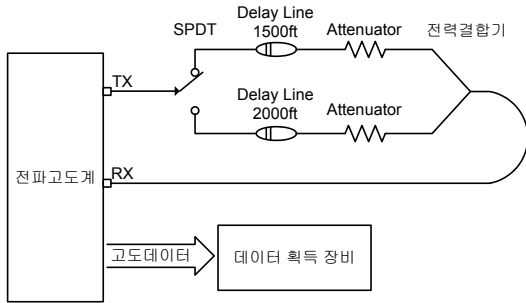 Delay Line
1500ft
Attenuator
전력결합기
SPDT
TX
Delay Line
2000ft
Attenuator
전파고도계
RX
고도데이터
데이터 획득 장비